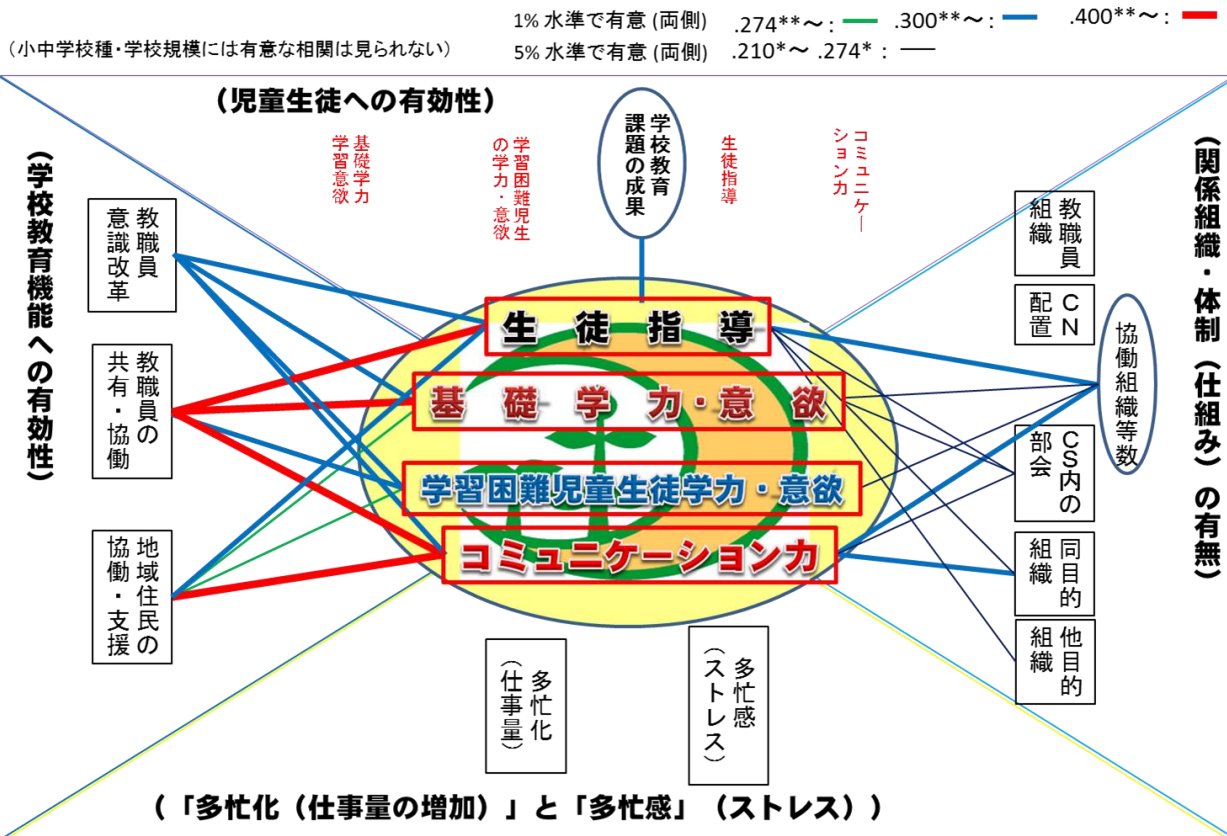 1% 水準で有意 (両側) .274**～： .300**～： .400**～：
（小中学校種・学校規模には有意な相関は見られない）
5% 水準で有意 (両側) .210*～ .274*：
（児童生徒への有効性）
基礎学力
学習意欲
学習困難児童生
の学力・意欲
学校教育
課題の成果
生徒指導
コミュニケー
ション力
（学校教育機能への有効性）
教職員
意識改革
教職員の
共有・協働
地域住民の
協働・支援
生徒指導
基礎学力・意欲
学習困難児童生徒学力・意欲
コミュニケーション力
（関係組織・体制（仕組み）の有無）
教職員
組織
CN
配置
協働組織等数
CS内の
部会
同目的
組織
他目的
組織
多忙化
（仕事量）
多忙感
（ストレス）
（「多忙化（仕事量の増加）」と「多忙感」（ストレス））